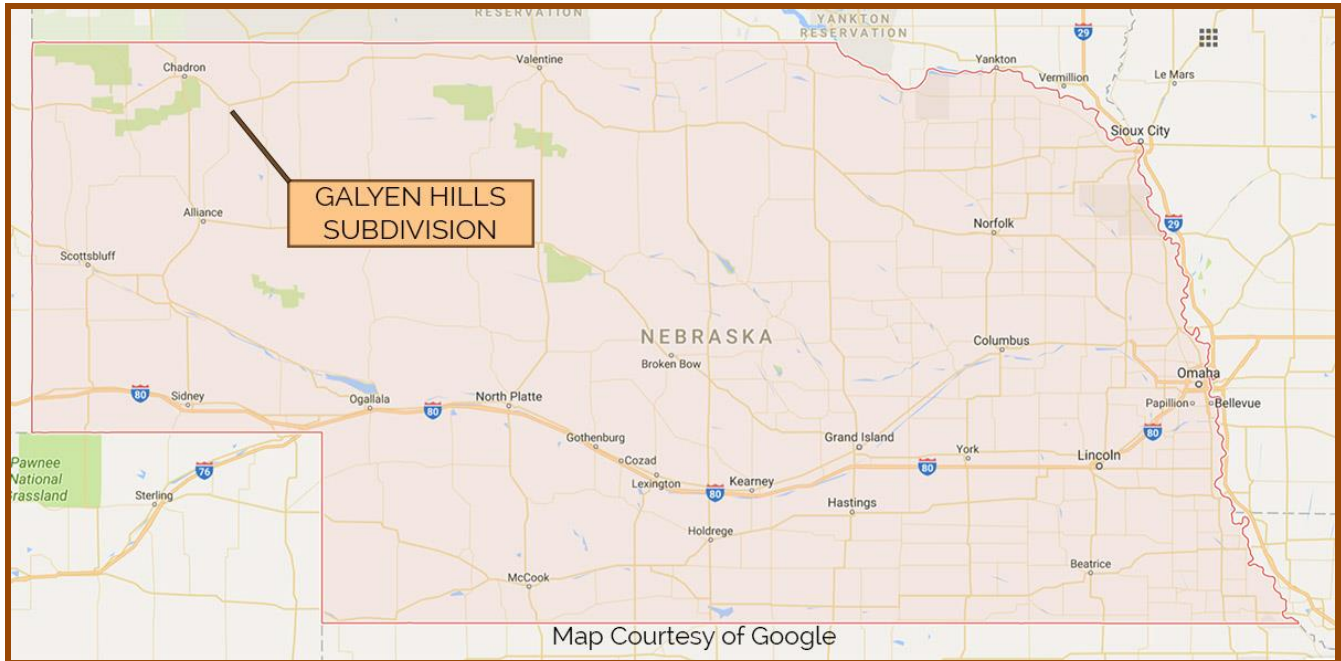 RESERVATION
YANKTON
RESERVATION
29
Chadron
Valentine
Yankton
Vermillion
Le Mars
Sioux City
GALYEN HILLS
SUBDIVISION
Alliance
Norfolk
29
Scottsbluff
NEBRASKA
Broken Bow
Columbus
Omaha
80
Sidney
Ogallala
80
North Platte
Papillion
Bellevue
80
Gothenburg
Grand Island
York
Lincoln
Pawnee
National
Grassland
76
Cozad
80
Sterling
Lexington
80
Kearney
Hastings
Holdrege
McCook
Beatrice
Map Courtesy of Google